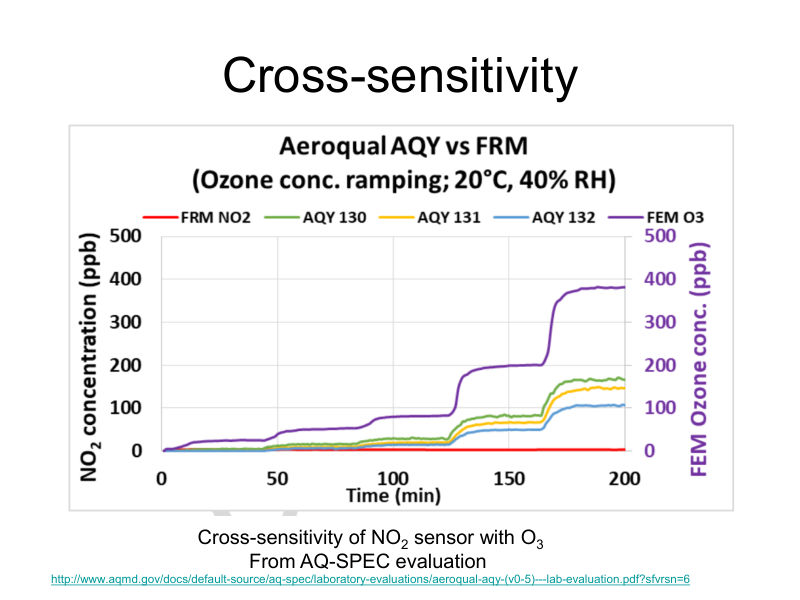 Cross-sensitivity
Aeroqual AQY vs FRM
(Ozone conc. ramping; 20°C, 40% RH)
FRM NO2 AQY 130 AQY 131 AQY 132 FEM O3
NO2 concentration (ppb)
500
400
300
200
100
0
500
400
300
200
100
0
FEM Ozone conc. (ppb)
0 50 100 150 200
Time (min)
Cross-sensitivity of NO2 sensor with O3
From AQ-SPEC evaluation
http://www.aqmd.gov/docs/default-source/aq-spec/laboratory-evaluations/aeroqual-aqy-(v0-5)---lab-evaluation.pdf?sfvrsn=6